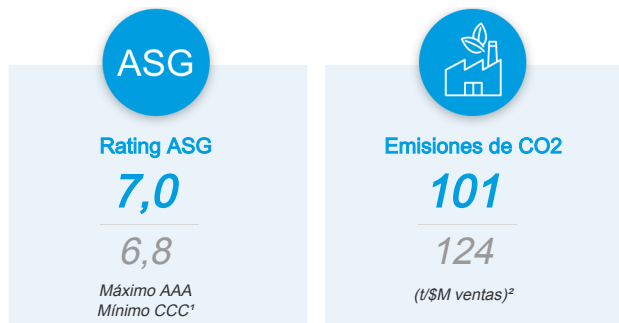 ASG
Rating ASG
7,0
6,8
Máximo AAA
Mínimo CCC¹
Emisiones de CO2
101
124
(t/$M ventas)²